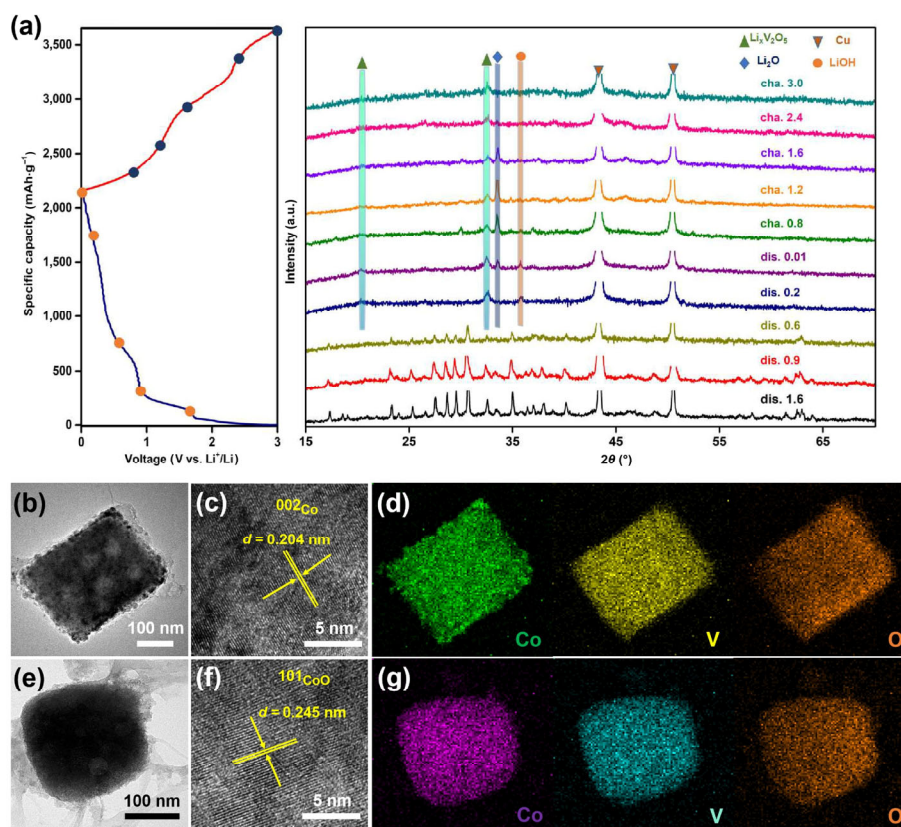 (a)
3,500
3,000
2,500
2,000
1,500
1,000
500
0
Specific capacity (mAh·g⁻¹)
0 1 2 3
Voltage (V vs. Li⁺/Li)
LiₓV₂O₅ Cu
Li₂O LiOH
cha. 3.0
cha. 2.4
cha. 1.6
cha. 1.2
cha. 0.8
dis. 0.01
dis. 0.2
dis. 0.6
dis. 0.9
dis. 1.6
Intensity (a.u.)
15 25 35 45 55 65
2θ (°)
(b)
100 nm
(c)
002Co
d = 0.204 nm
5 nm
(d)
Co
V
O
(e)
100 nm
(f)
101CoO
d = 0.245 nm
5 nm
(g)
Co
V
O